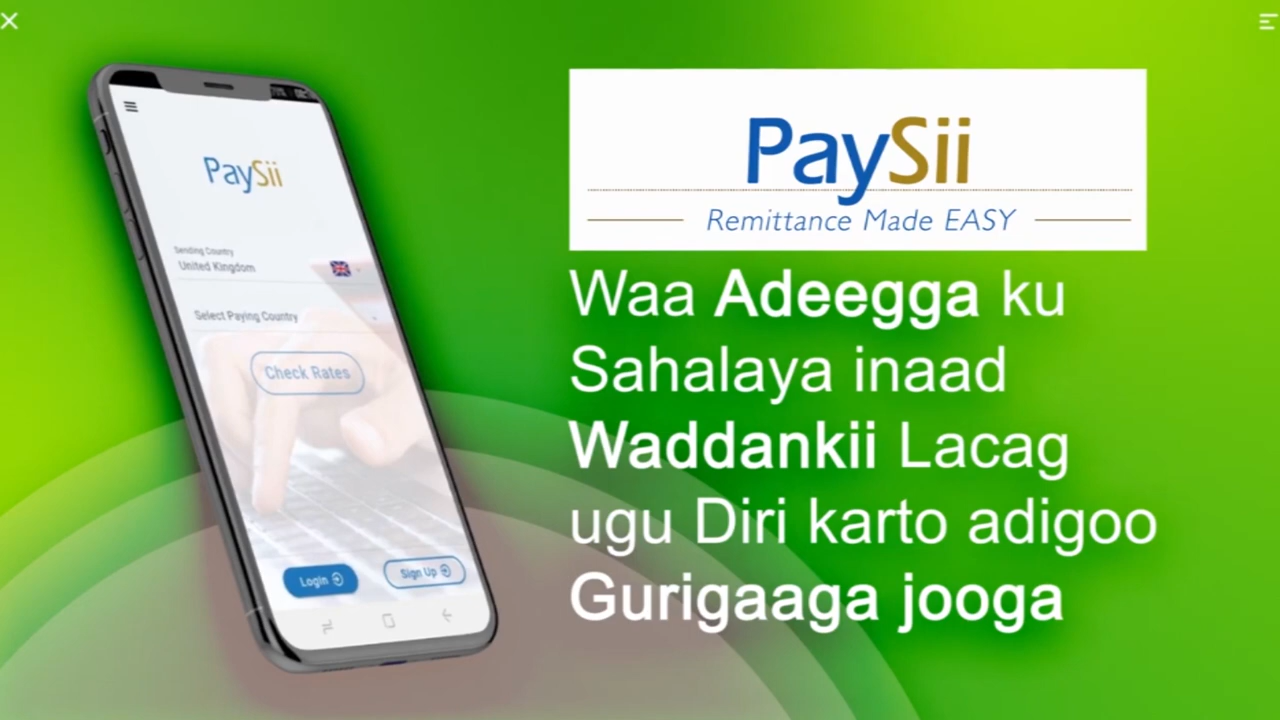 PaySii
Sending Country
United Kingdom
Select Paying Country
Check Rates
Login
Sign Up
PaySii
Remittance Made EASY
Waa Adeegga ku
Sahalaya inaad
Waddankii Lacag
ugu Diri karto adigoo
Gurigaaga jooga